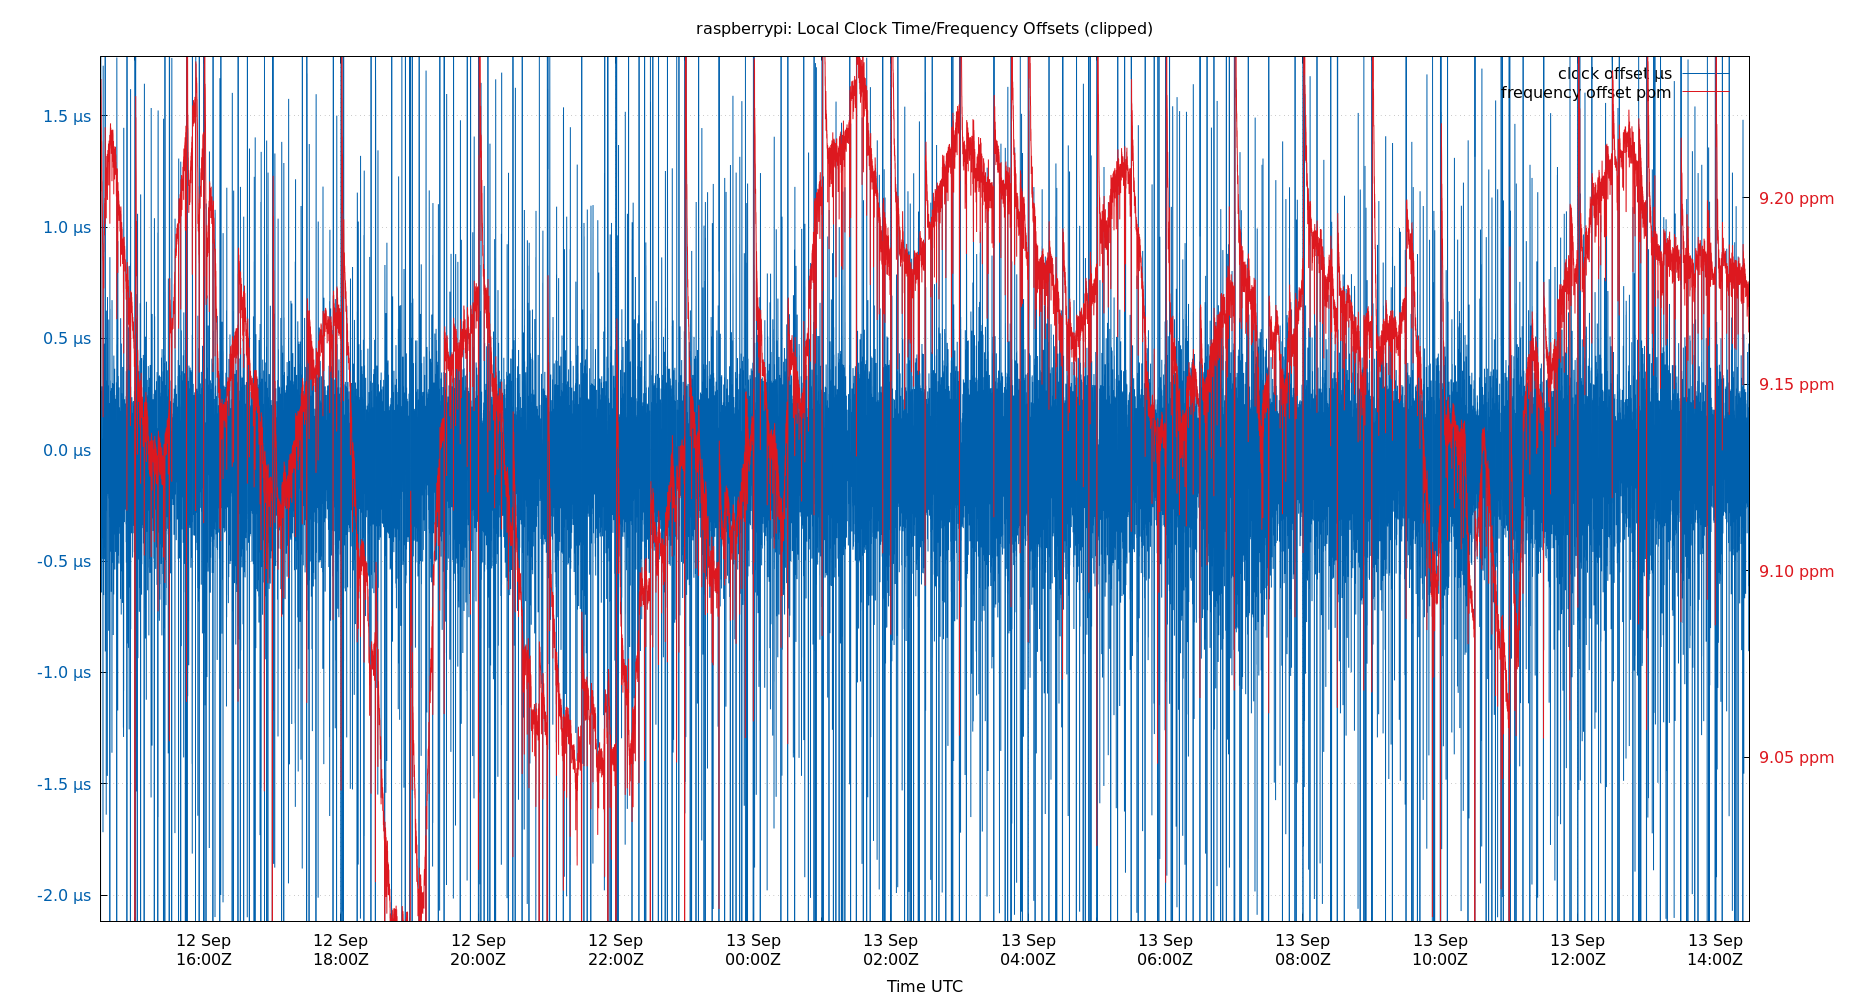 raspberrypi: Local Clock Time/Frequency Offsets (clipped)
clock offset µs
frequency offset ppm
1.5 µs
1.0 µs
0.5 µs
0.0 µs
-0.5 µs
-1.0 µs
-1.5 µs
-2.0 µs
9.20 ppm
9.15 ppm
9.10 ppm
9.05 ppm
12 Sep 12 Sep 12 Sep 12 Sep 13 Sep 13 Sep 13 Sep 13 Sep 13 Sep 13 Sep 13 Sep 13 Sep
16:00Z 18:00Z 20:00Z 22:00Z 00:00Z 02:00Z 04:00Z 06:00Z 08:00Z 10:00Z 12:00Z 14:00Z
Time UTC